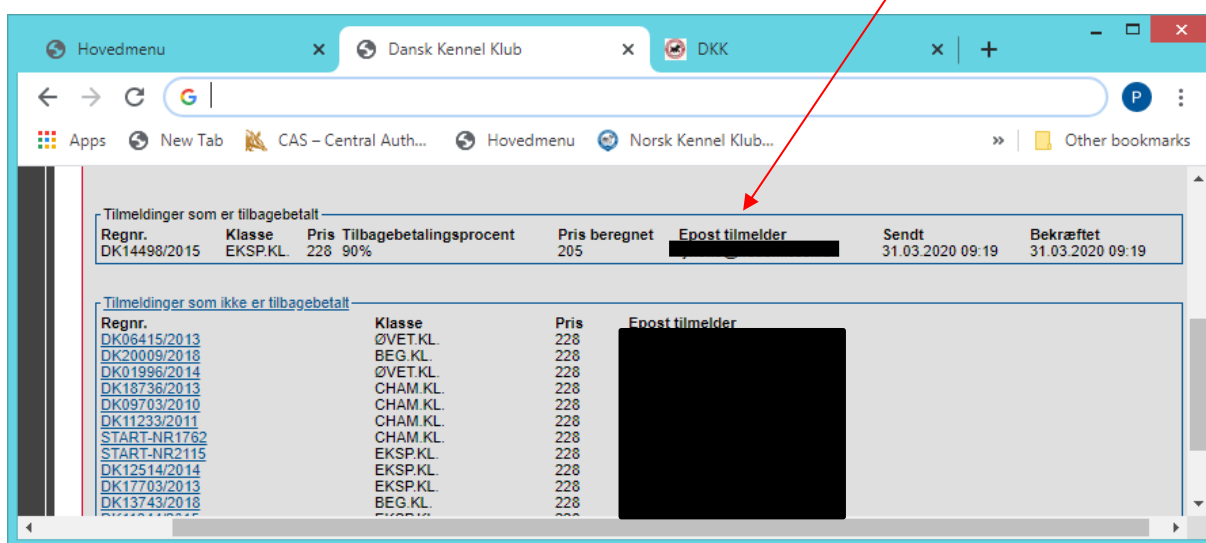 Hovedmenu Dansk Kennel Klub DKK
G P
Apps New Tab CAS – Central Auth... Hovedmenu Norsk Kennel Klub... » Other bookmarks
Tilmeldinger som er tilbagebetalt
Regnr. Klasse Pris Tilbagebetalingsprocent Pris beregnet Epost tilmelder Sendt Bekræftet
DK14498/2015 EKSP.KL. 228 90% 205 31.03.2020 09:19 31.03.2020 09:19
Tilmeldinger som ikke er tilbagebetalt
Regnr. Klasse Pris Epost tilmelder
DK06415/2013 ØVET.KL. 228
DK20009/2018 BEG.KL. 228
DK01996/2014 ØVET.KL. 228
DK18736/2013 CHAM.KL. 228
DK09703/2010 CHAM.KL. 228
DK11233/2011 CHAM.KL. 228
START-NR1762 CHAM.KL. 228
START-NR2115 EKSP.KL. 228
DK12514/2014 EKSP.KL. 228
DK17703/2013 EKSP.KL. 228
DK13743/2018 BEG.KL. 228